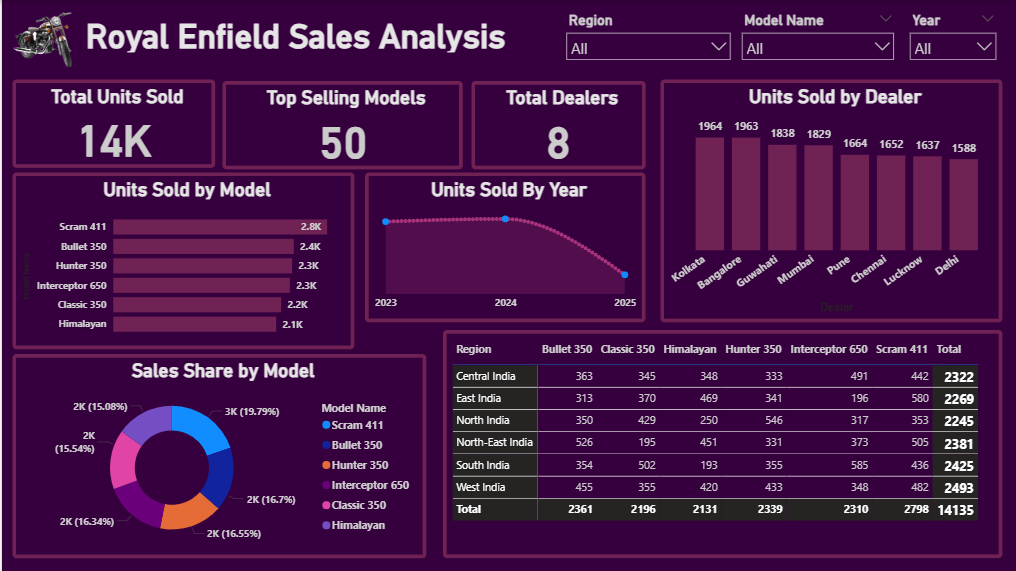 Royal Enfield Sales Analysis
Region
All
Model Name
All
Year
All
Total Units Sold
14K
Top Selling Models
50
Total Dealers
8
Units Sold by Dealer
1964 1963 1838 1829 1664 1652 1637 1588
Kolkata Bangalore Guwahati Mumbai Pune Chennai Lucknow Delhi
Dealer
Units Sold by Model
Scram 411 2.8K
Bullet 350 2.4K
Hunter 350 2.3K
Interceptor 650 2.3K
Classic 350 2.2K
Himalayan 2.1K
Units Sold By Year
2023 2024 2025
Sales Share by Model
3K (19.79%)
2K (16.7%)
2K (16.55%)
2K (16.34%)
2K
(15.54%)
2K (15.08%)
Model Name
Scram 411
Bullet 350
Hunter 350
Interceptor 650
Classic 350
Himalayan
Region Bullet 350 Classic 350 Himalayan Hunter 350 Interceptor 650 Scram 411 Total
Central India 363 345 348 333 491 442 2322
East India 313 370 469 341 196 580 2269
North India 350 429 250 546 317 353 2245
North-East India 526 195 451 331 373 505 2381
South India 354 502 193 355 585 436 2425
West India 455 355 420 433 348 482 2493
Total 2361 2196 2131 2339 2310 2798 14135